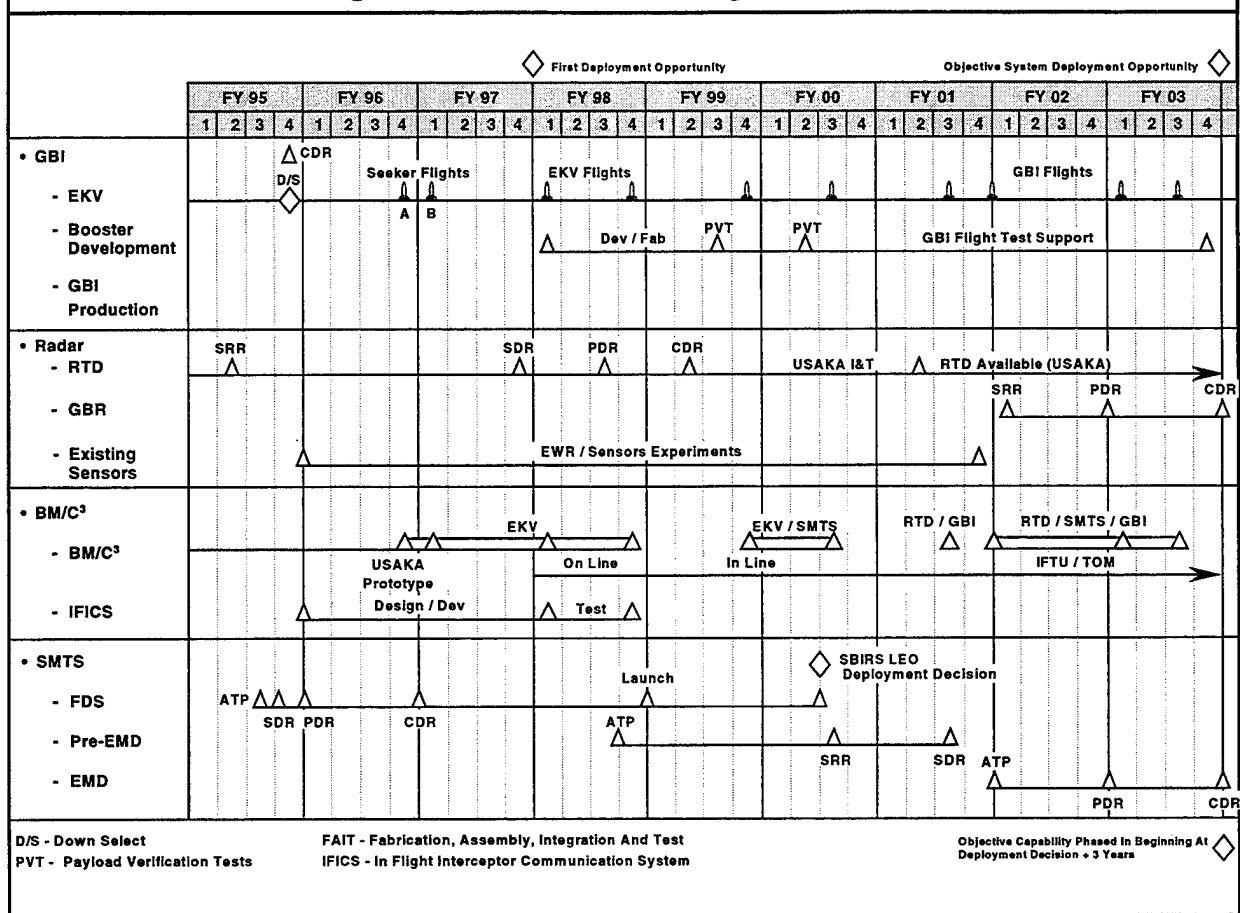 First Deployment Opportunity
Objective System Deployment Opportunity
FY 95 FY 96 FY 97 FY 98 FY 99 FY 00 FY 01 FY 02 FY 03
1 2 3 4 1 2 3 4 1 2 3 4 1 2 3 4 1 2 3 4 1 2 3 4 1 2 3 4 1 2 3 4 1 2 3 4
• GBI
CDR
D/S
Seeker Flights
EKV Flights
GBI Flights
- EKV
A B
- Booster
Development
Dev / Fab
PVT
PVT
GBI Flight Test Support
- GBI
Production
• Radar
SRR
SDR
PDR
CDR
- RTD
USAKA I&T
RTD Available (USAKA)
SRR
PDR
CDR
- GBR
- Existing
Sensors
EWR / Sensors Experiments
• BM/C³
EKV
EKV / SMTS
RTD / GBI
RTD / SMTS / GBI
- BM/C³
USAKA
Prototype
On Line
In Line
IFTU / TOM
- IFICS
Design / Dev
Test
• SMTS
SBIRS LEO
Deployment Decision
Launch
- FDS
ATP
SDR PDR
CDR
ATP
- Pre-EMD
SRR
SDR
ATP
- EMD
PDR
CDR
D/S - Down Select
FAIT - Fabrication, Assembly, Integration And Test
PVT - Payload Verification Tests
IFICS - In Flight Interceptor Communication System
Objective Capability Phased In Beginning At
Deployment Decision + 3 Years